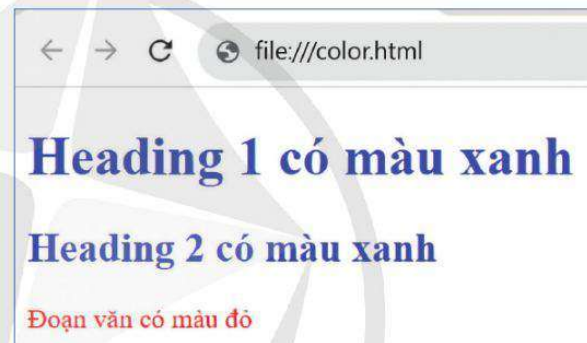 file:///color.html
Heading 1 có màu xanh
Heading 2 có màu xanh
Đoạn văn có màu đỏ